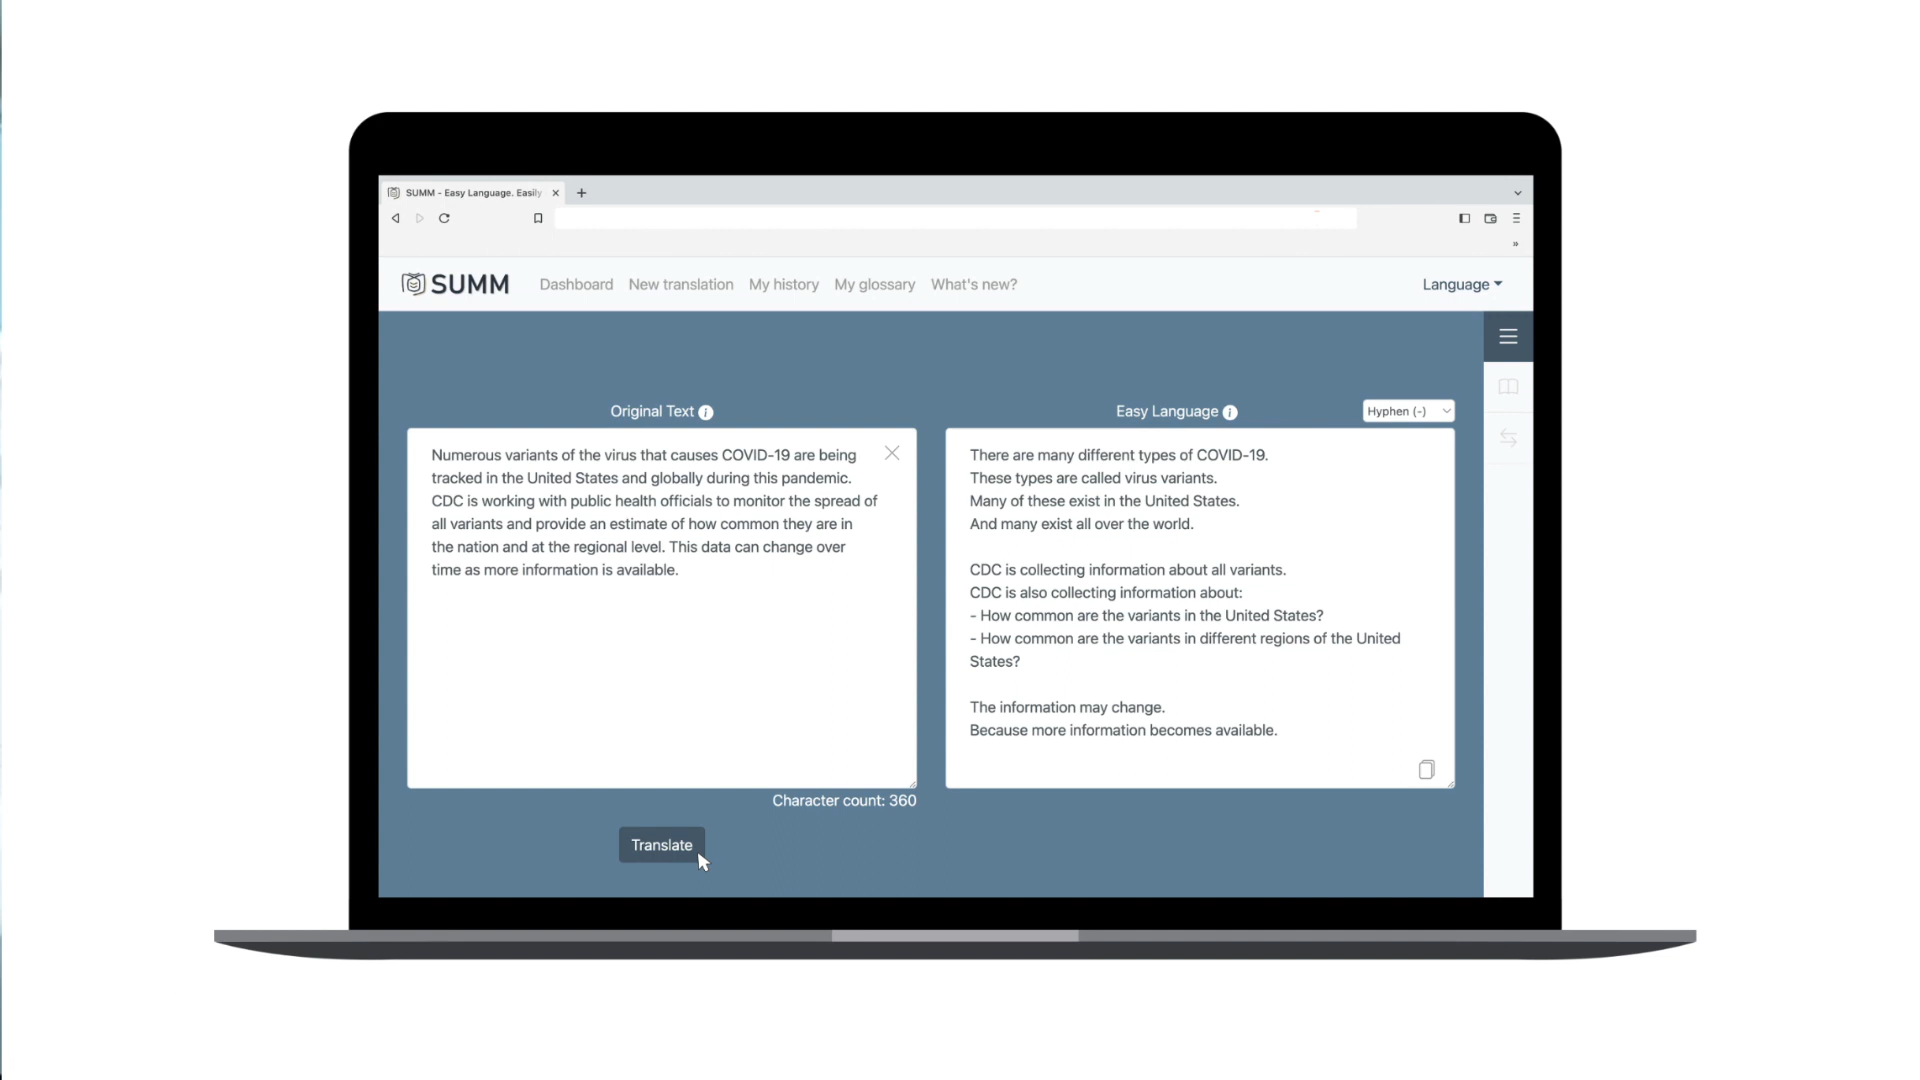 SUMM - Easy Language. Easily
SUMM
Dashboard
New translation
My history
My glossary
What's new?
Language
Original Text
Numerous variants of the virus that causes COVID-19 are being
tracked in the United States and globally during this pandemic.
CDC is working with public health officials to monitor the spread of
all variants and provide an estimate of how common they are in
the nation and at the regional level. This data can change over
time as more information is available.
Character count: 360
Translate
Easy Language
Hyphen (-)
There are many different types of COVID-19.
These types are called virus variants.
Many of these exist in the United States.
And many exist all over the world.
CDC is collecting information about all variants.
CDC is also collecting information about:
- How common are the variants in the United States?
- How common are the variants in different regions of the United
States?
The information may change.
Because more information becomes available.